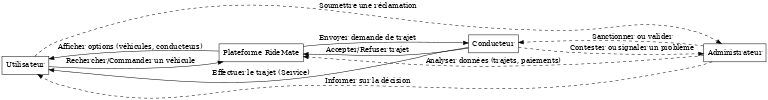 Soumettre une réclamation
Envoyer demande de trajet
Sanctionner ou valider
Conducteur
Afficher options (véhicules, conducteurs)
Plateforme RideMate
Accepter/Refuser trajet
Contester ou signaler un problème
Administrateur
Utilisateur
Rechercher/Commander un véhicule
Analyser données (trajets, paiements)
Effectuer le trajet (Service)
Informer sur la décision